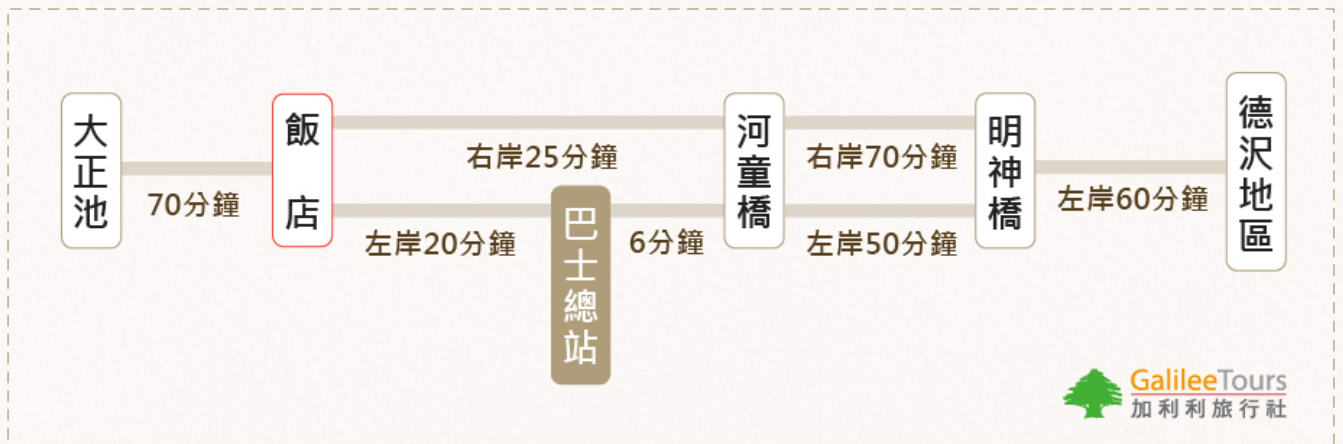 大正池
70分鐘
飯店
右岸25分鐘
左岸20分鐘
巴士總站
6分鐘
河童橋
右岸70分鐘
左岸50分鐘
明神橋
左岸60分鐘
德沢地區
GalileeTours
加利利旅行社